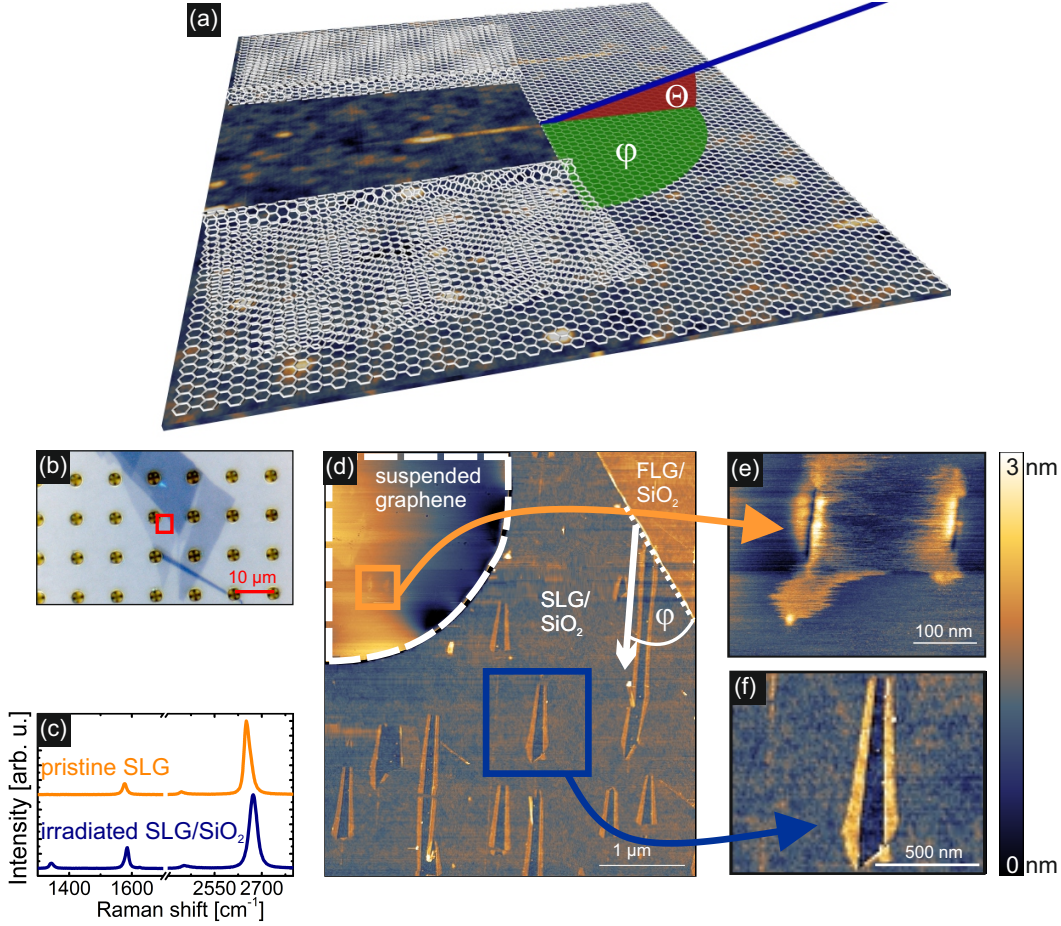 (a)
Θ
φ
(b)
10 µm
(c)
Intensity [arb. u.]
pristine SLG
irradiated SLG/SiO₂
1400 1600 2550 2700
Raman shift [cm⁻¹]
(d)
suspended
graphene
FLG/
SiO₂
SLG/
SiO₂
φ
1 µm
(e)
100 nm
(f)
500 nm
3 nm
0 nm